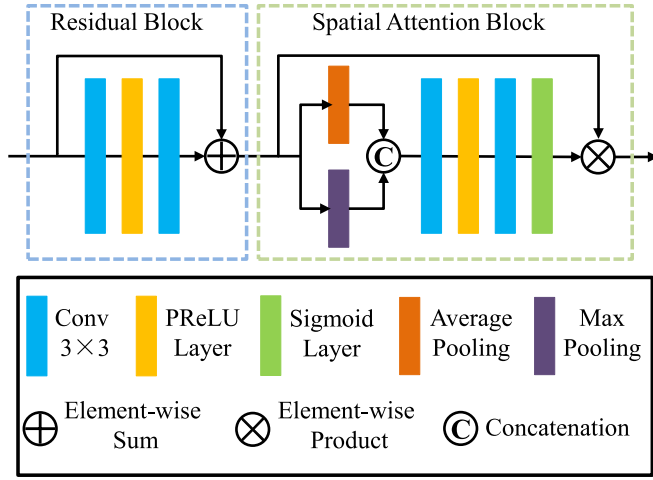 Residual Block
Spatial Attention Block
C
Conv
3×3
PReLU
Layer
Sigmoid
Layer
Average
Pooling
Max
Pooling
Element-wise
Sum
Element-wise
Product
C
Concatenation